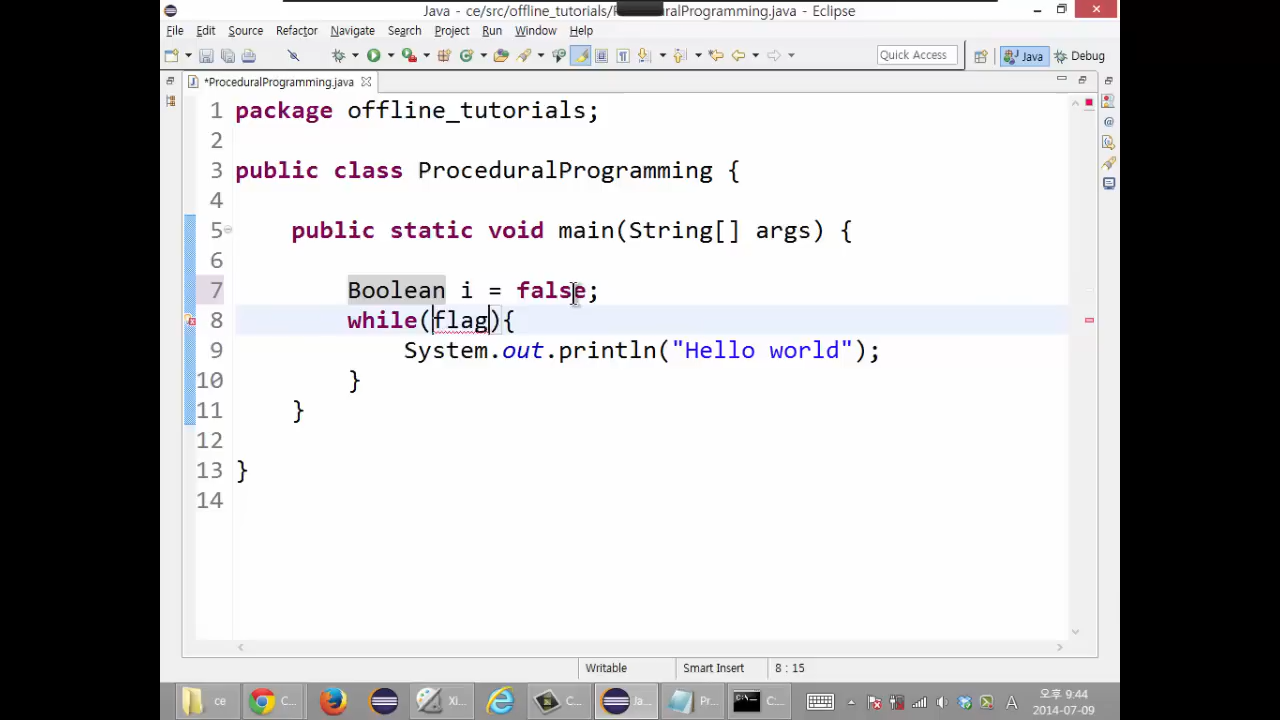 Java - ce/src/offline_tutorials/ ralProgramming.java - Eclipse
File Edit Source Refactor Navigate Search Project Run Window Help
Quick Access Java Debug
*ProceduralProgramming.java
1 package offline_tutorials;
2
3 public class ProceduralProgramming {
4
5 public static void main(String[] args) {
6
7 Boolean i = false;
8 while(flag){
9 System.out.println("Hello world");
10 }
11 }
12
13 }
14
Writable Smart Insert 8 : 15
ce C... Xi... C... Ja... Pr... C:... A 오후 9:44
2014-07-09